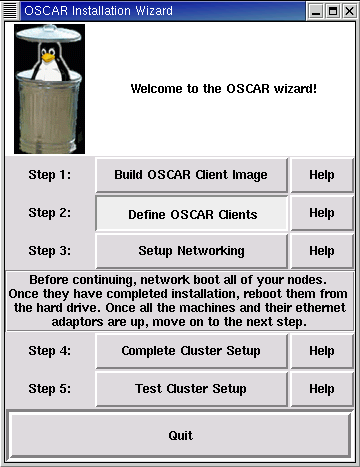 OSCAR Installation Wizard
Welcome to the OSCAR wizard!
Step 1: Build OSCAR Client Image Help
Step 2: Define OSCAR Clients Help
Step 3: Setup Networking Help
Before continuing, network boot all of your nodes.
Once they have completed installation, reboot them from
the hard drive. Once all the machines and their ethernet
adaptors are up, move on to the next step.
Step 4: Complete Cluster Setup Help
Step 5: Test Cluster Setup Help
Quit